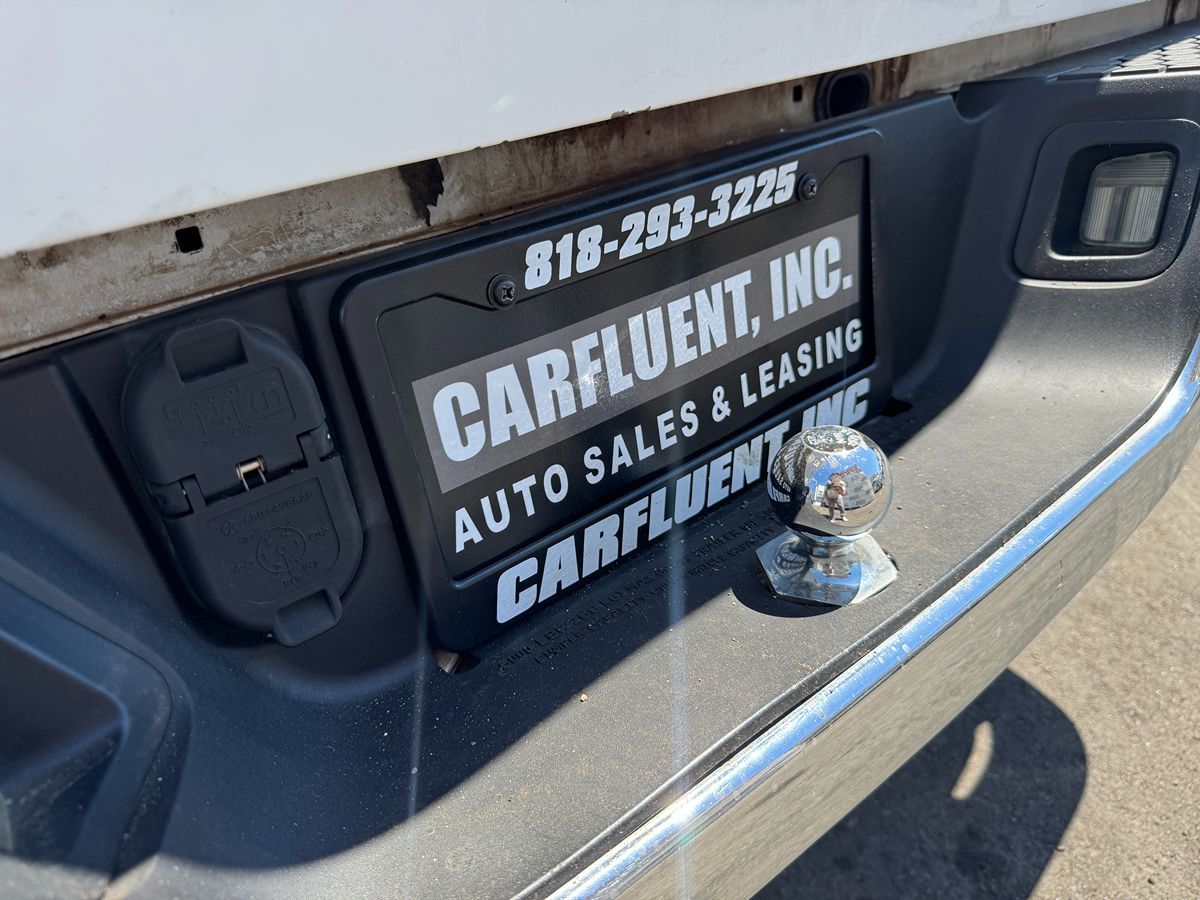 818-293-3225
CARFLUENT, INC.
AUTO SALES & LEASING
CARFLUENT INC